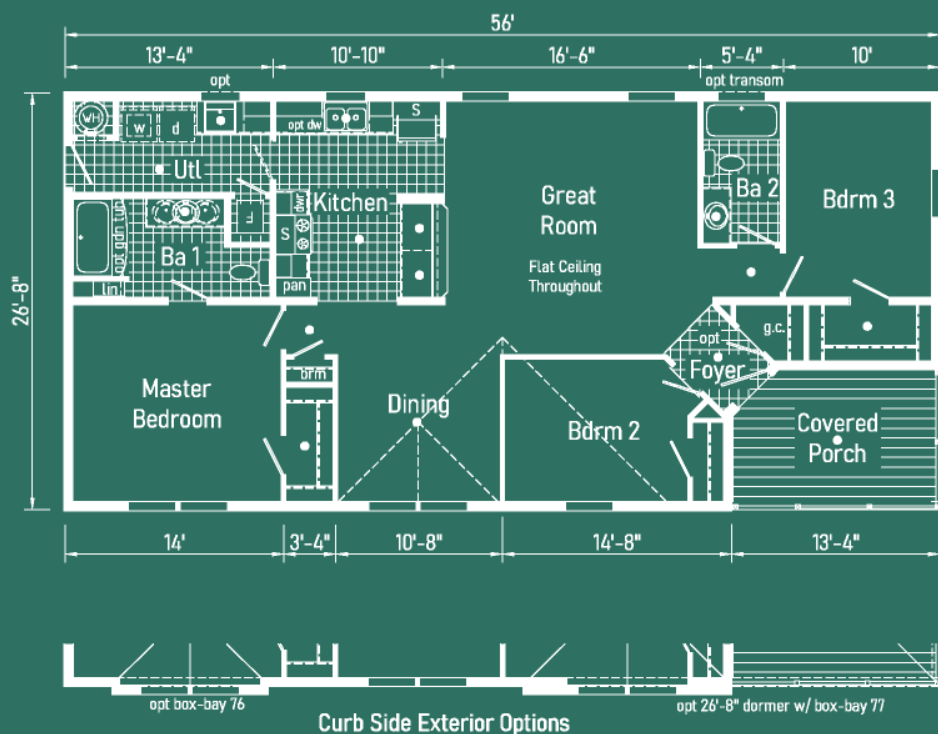 56'
13'-4" 10'-10" 16'-6" 5'-4" 10'
opt opt transom
WH w d opt dw S
Utl
Kitchen
Great
Room
Ba 2
Bdrm 3
26'-8"
opt gdn tub
Ba 1
S
dwr
Flat Ceiling
Throughout
lin
pan
g.c.
opt
Foyer
brm
Master
Bedroom
Dining
Bdrm 2
Covered
Porch
14' 3'-4" 10'-8" 14'-8" 13'-4"
opt box-bay 76
opt 26'-8" dormer w/ box-bay 77
Curb Side Exterior Options